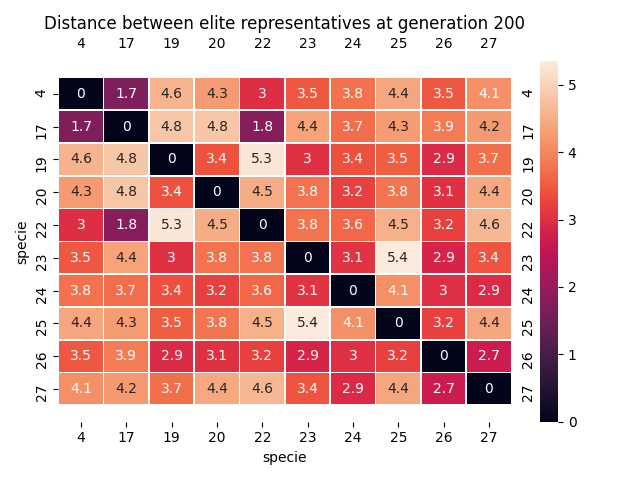 Distance between elite representatives at generation 200
4 17 19 20 22 23 24 25 26 27
4 0 1.7 4.6 4.3 3 3.5 3.8 4.4 3.5 4.1 4
17 1.7 0 4.8 4.8 1.8 4.4 3.7 4.3 3.9 4.2 17
19 4.6 4.8 0 3.4 5.3 3 3.4 3.5 2.9 3.7 19
20 4.3 4.8 3.4 0 4.5 3.8 3.2 3.8 3.1 4.4 20
22 3 1.8 5.3 4.5 0 3.8 3.6 4.5 3.2 4.6 22
23 3.5 4.4 3 3.8 3.8 0 3.1 5.4 2.9 3.4 23
24 3.8 3.7 3.4 3.2 3.6 3.1 0 4.1 3 2.9 24
25 4.4 4.3 3.5 3.8 4.5 5.4 4.1 0 3.2 4.4 25
26 3.5 3.9 2.9 3.1 3.2 2.9 3 3.2 0 2.7 26
27 4.1 4.2 3.7 4.4 4.6 3.4 2.9 4.4 2.7 0 27
4 17 19 20 22 23 24 25 26 27
specie
specie
5
4
3
2
1
0